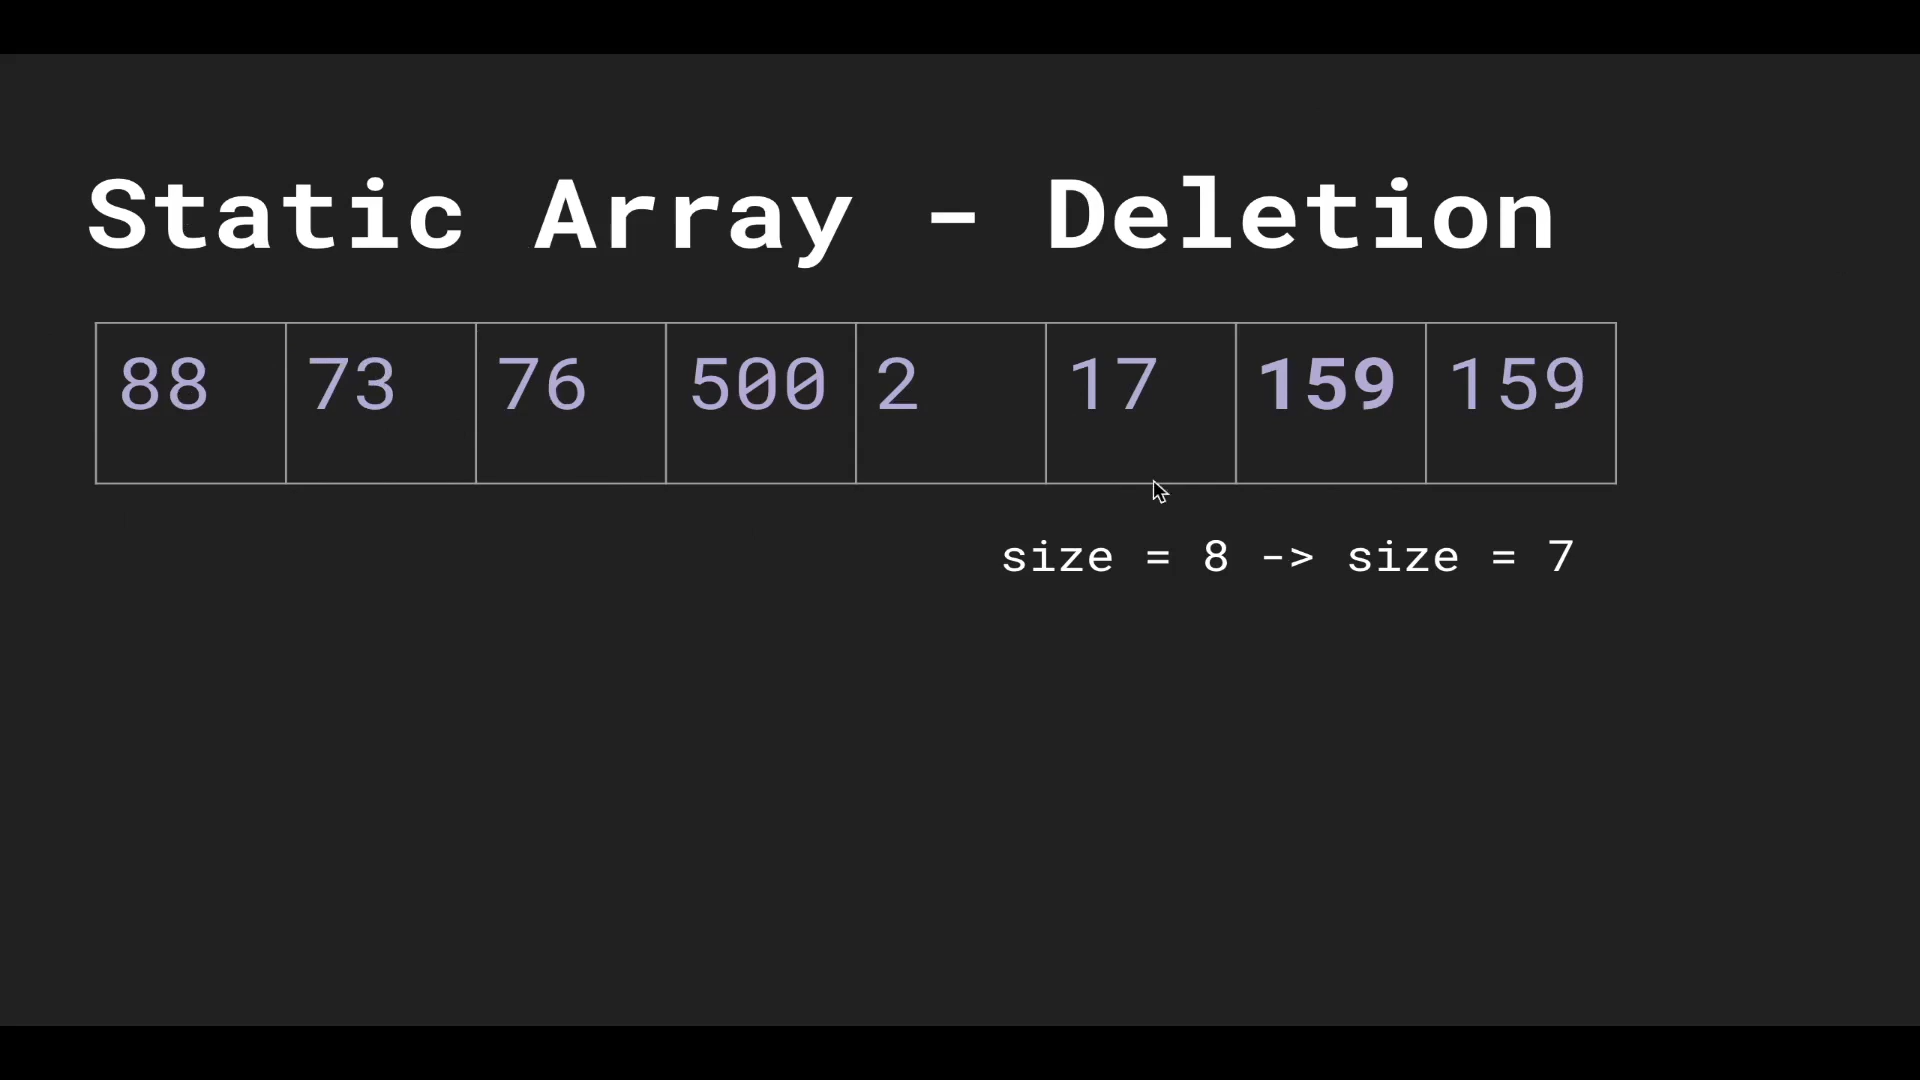 Static Array - Deletion
88 73 76 500 2 17 159 159
size = 8 -> size = 7